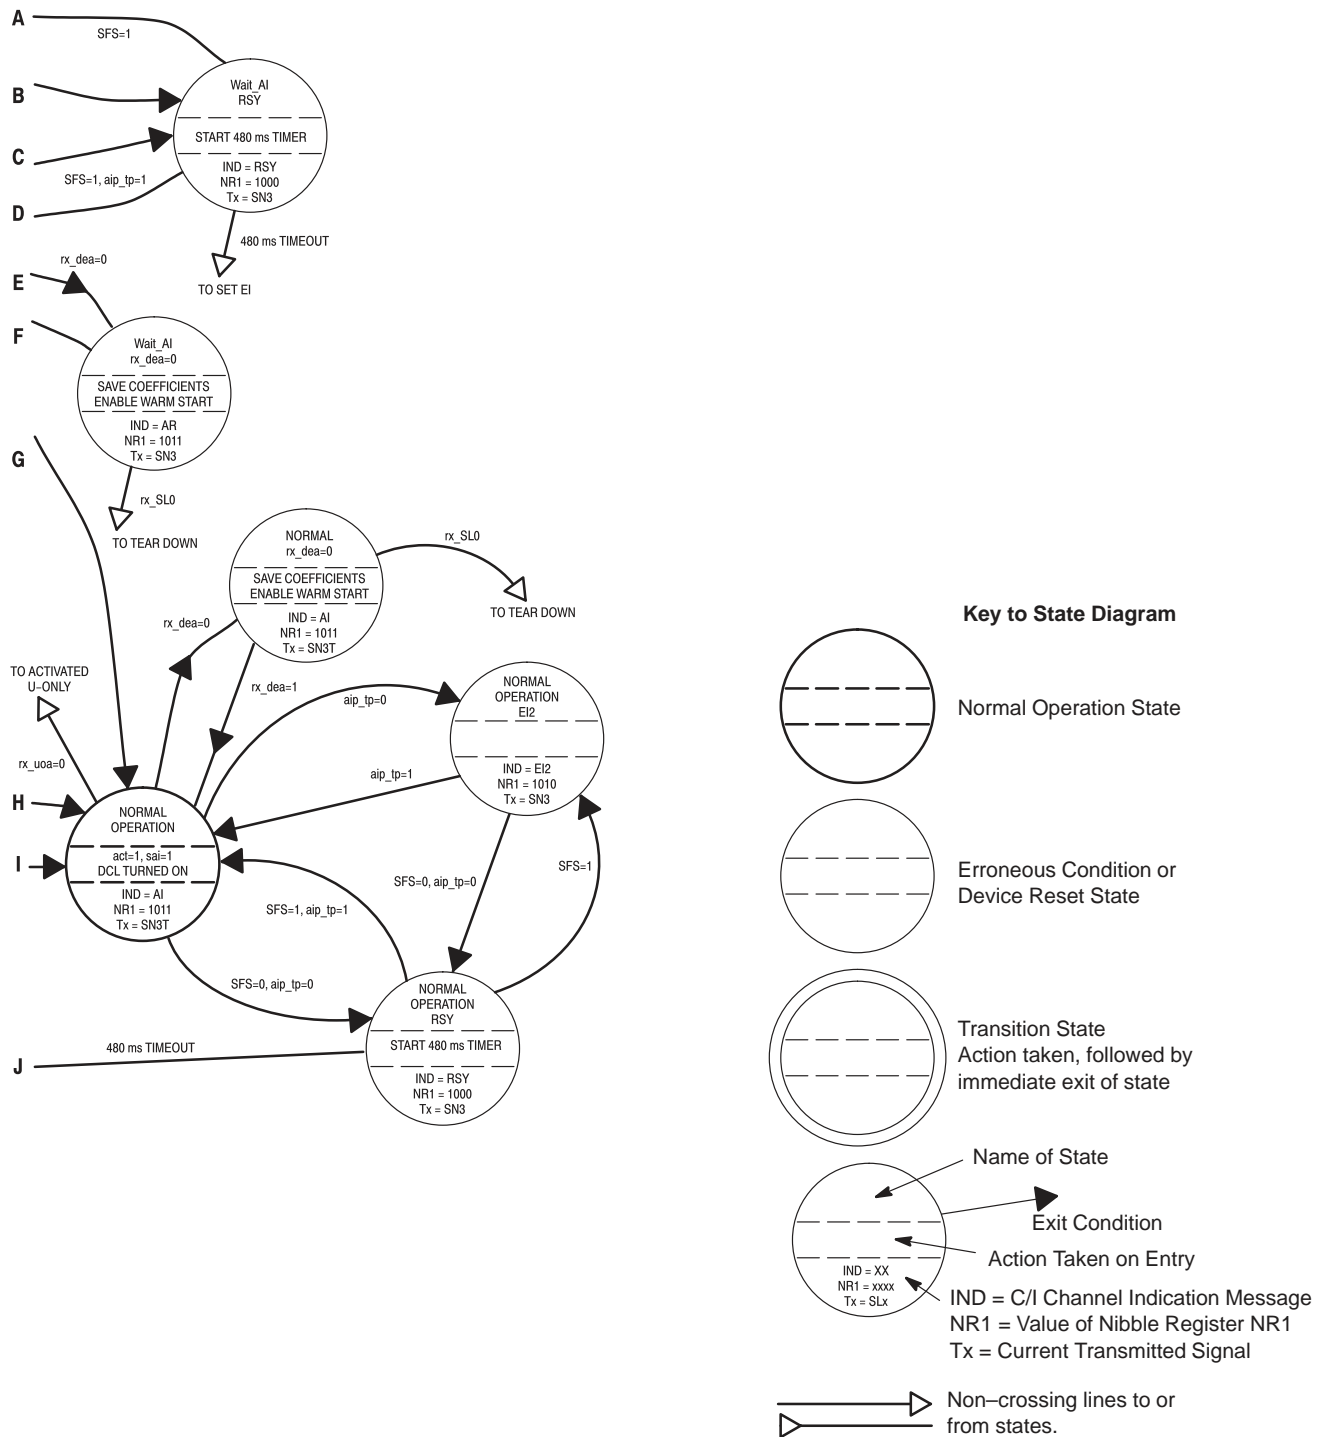 A
SFS=1
B
C
SFS=1, aip_tp=1
D
Wait_AI
RSY
START 480 ms TIMER
IND = RSY
NR1 = 1000
Tx = SN3
480 ms TIMEOUT
TO SET EI
rx_dea=0
E
F
Wait_AI
rx_dea=0
SAVE COEFFICIENTS
ENABLE WARM START
IND = AR
NR1 = 1011
Tx = SN3
rx_SL0
TO TEAR DOWN
G
NORMAL
rx_dea=0
SAVE COEFFICIENTS
ENABLE WARM START
IND = AI
NR1 = 1011
Tx = SN3T
rx_SL0
TO TEAR DOWN
rx_dea=0
TO ACTIVATED
U–ONLY
rx_dea=1
aip_tp=0
NORMAL
OPERATION
EI2
IND = EI2
NR1 = 1010
Tx = SN3
rx_uoa=0
aip_tp=1
H
I
NORMAL
OPERATION
act=1, sai=1
DCL TURNED ON
IND = AI
NR1 = 1011
Tx = SN3T
SFS=0, aip_tp=0
SFS=1
SFS=1, aip_tp=1
SFS=0, aip_tp=0
NORMAL
OPERATION
RSY
START 480 ms TIMER
IND = RSY
NR1 = 1000
Tx = SN3
480 ms TIMEOUT
J
Key to State Diagram
Normal Operation State
Erroneous Condition or
Device Reset State
Transition State
Action taken, followed by
immediate exit of state
Name of State
Exit Condition
Action Taken on Entry
IND = XX
NR1 = xxxx
Tx = SLx
IND = C/I Channel Indication Message
NR1 = Value of Nibble Register NR1
Tx = Current Transmitted Signal
Non–crossing lines to or
from states.